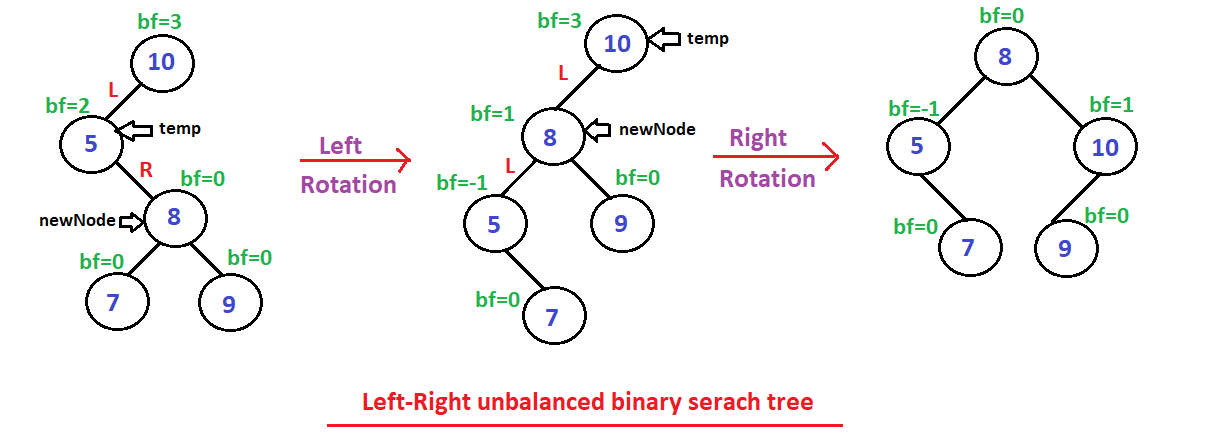 bf=3
10
L
bf=2
5
temp
R
bf=0
newNode
8
bf=0
7
bf=0
9
Left
Rotation
bf=3
10
temp
L
bf=1
8
newNode
L
bf=-1
5
bf=0
9
bf=0
7
Right
Rotation
bf=0
8
bf=-1
5
bf=1
10
bf=0
7
bf=0
9
Left-Right unbalanced binary serach tree